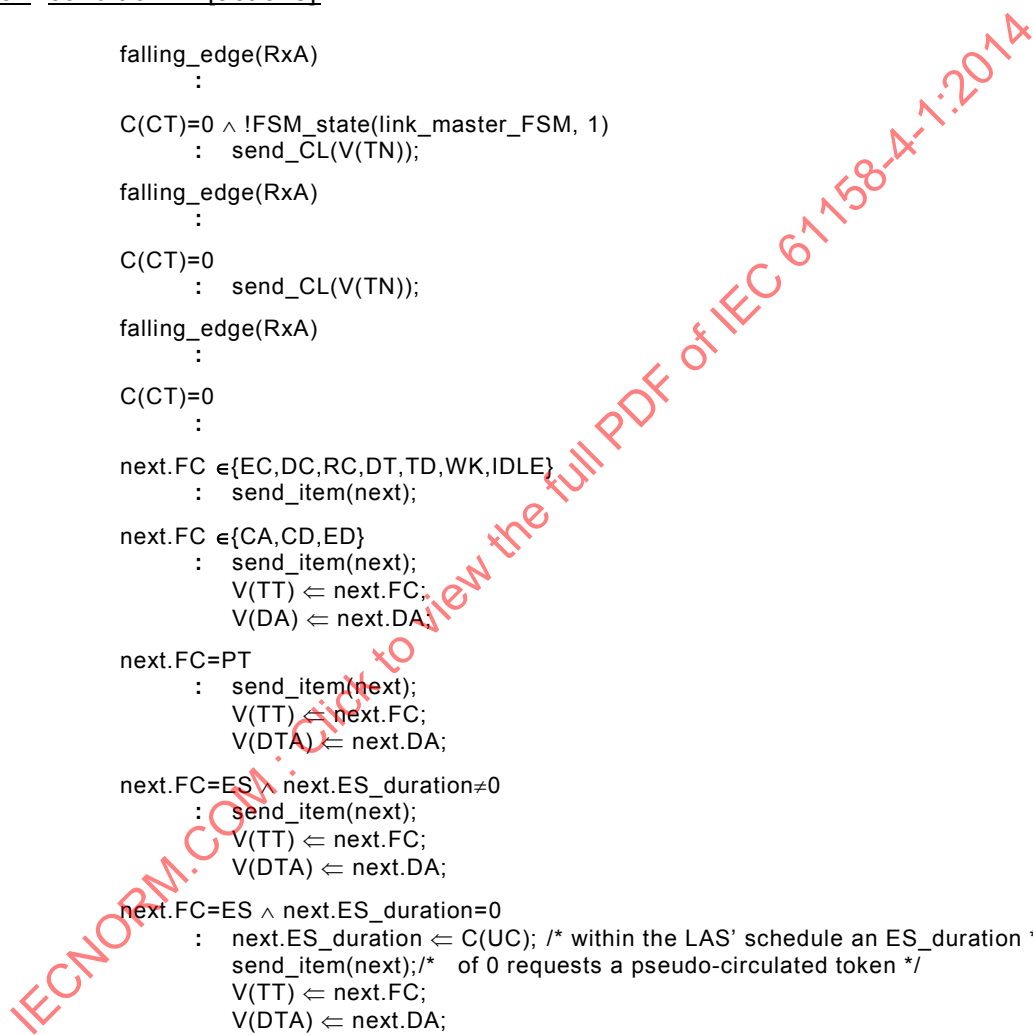 falling_edge(RxA)
:
C(CT)=0 ∧ !FSM_state(link_master_FSM, 1)
: send_CL(V(TN));
falling_edge(RxA)
:
C(CT)=0
: send_CL(V(TN));
falling_edge(RxA)
:
C(CT)=0
:
next.FC ∈{EC,DC,RC,DT,TD,WK,IDLE}
: send_item(next);
next.FC ∈{CA,CD,ED}
: send_item(next);
V(TT) ⇐ next.FC;
V(DA) ⇐ next.DA;
next.FC=PT
: send_item(next);
V(TT) ⇐ next.FC;
V(DTA) ⇐ next.DA;
next.FC=ES ∧ next.ES_duration≠0
: send_item(next);
V(TT) ⇐ next.FC;
V(DTA) ⇐ next.DA;
next.FC=ES ∧ next.ES_duration=0
: next.ES_duration ⇐ C(UC); /* within the LAS’ schedule an ES_duration *
send_item(next);/* of 0 requests a pseudo-circulated token */
V(TT) ⇐ next.FC;
V(DTA) ⇐ next.DA;
IECNORM.COM : Click to view the full PDF of IEC 61158-4-1:2014